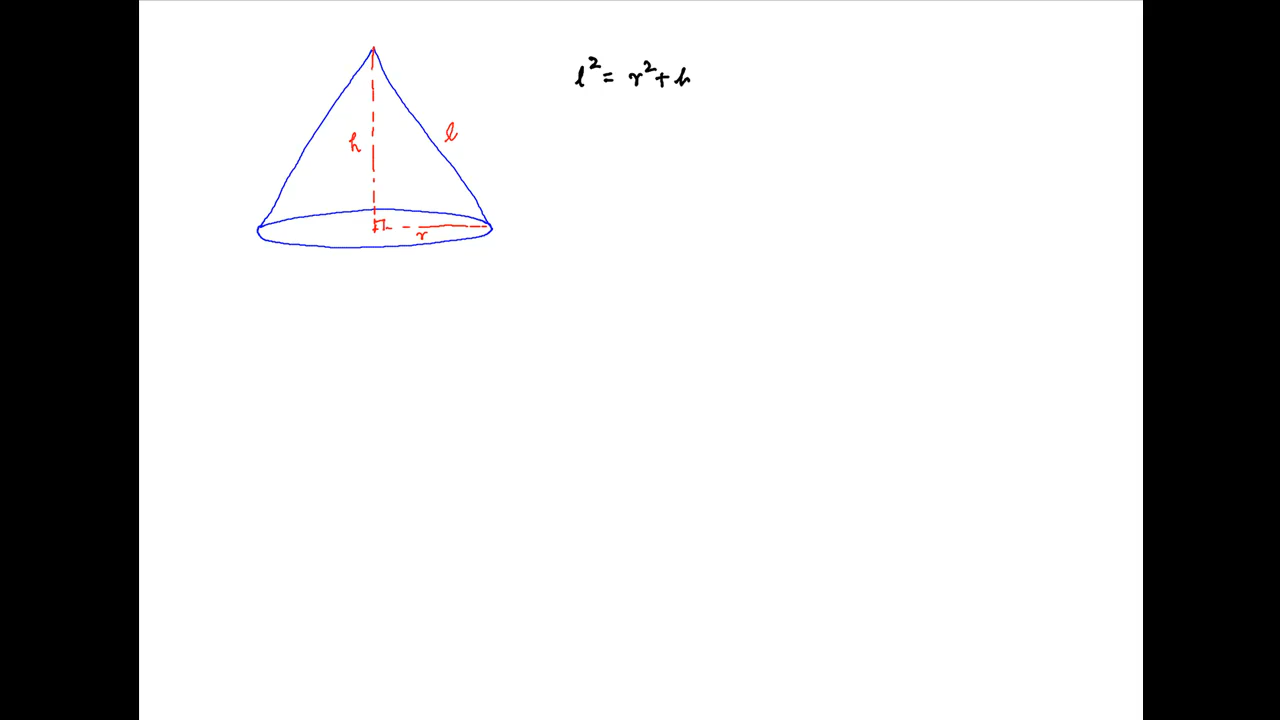 l² = r² + h
h
l
r